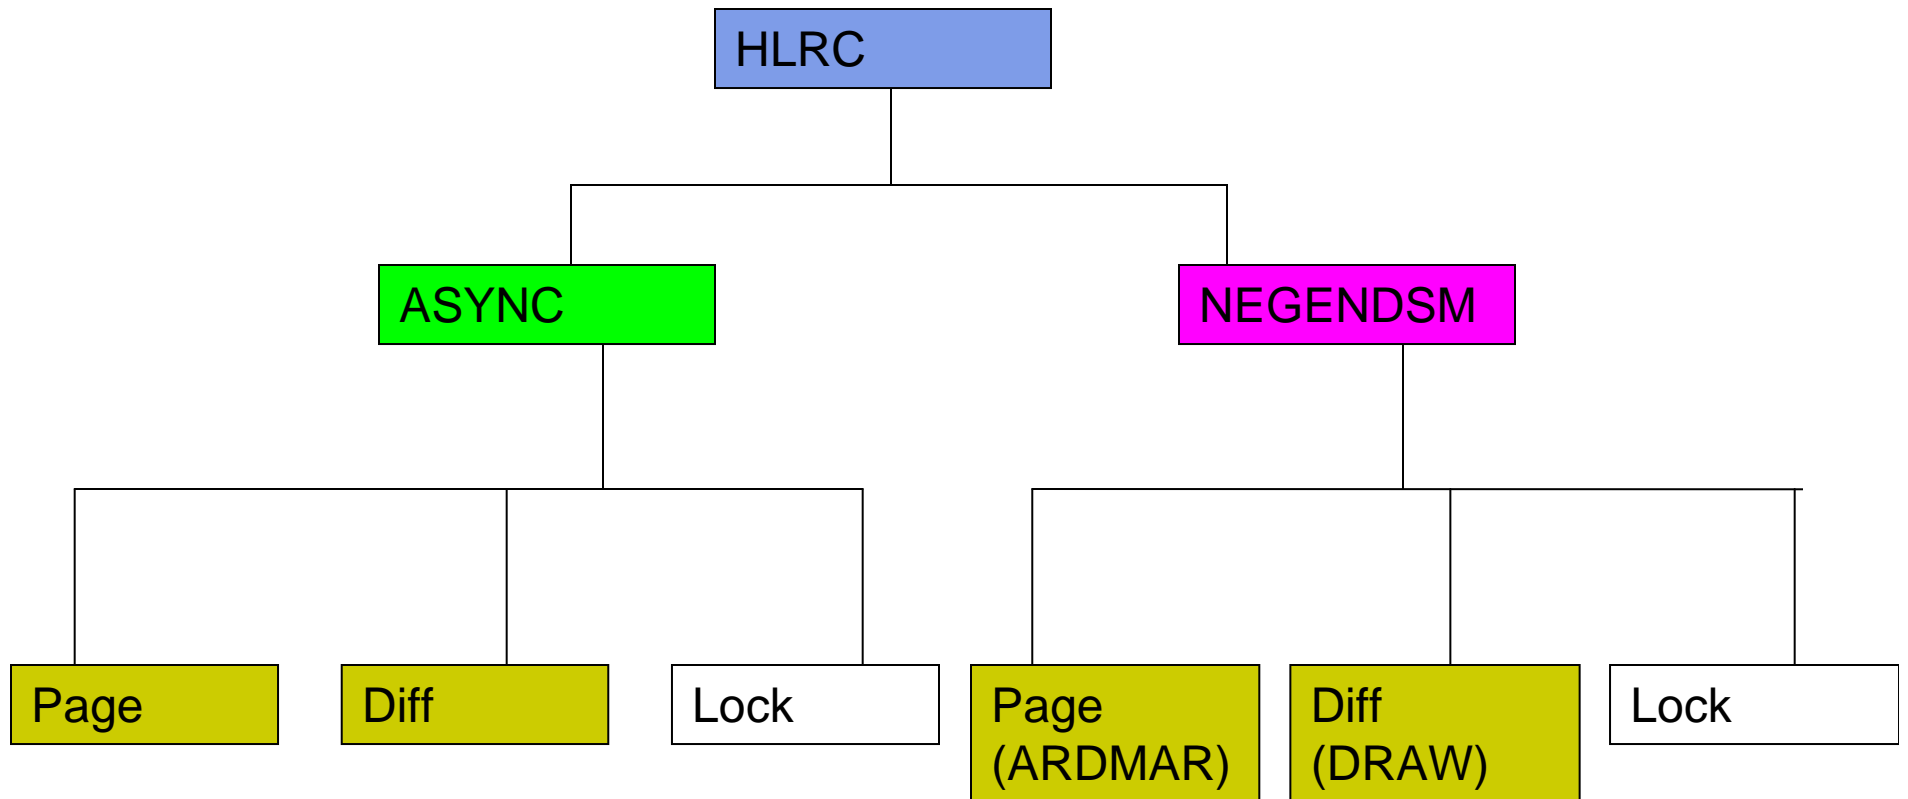 HLRC
ASYNC
NEGENDSM
Page
Diff
Lock
Page
(ARDMAR)
Diff
(DRAW)
Lock